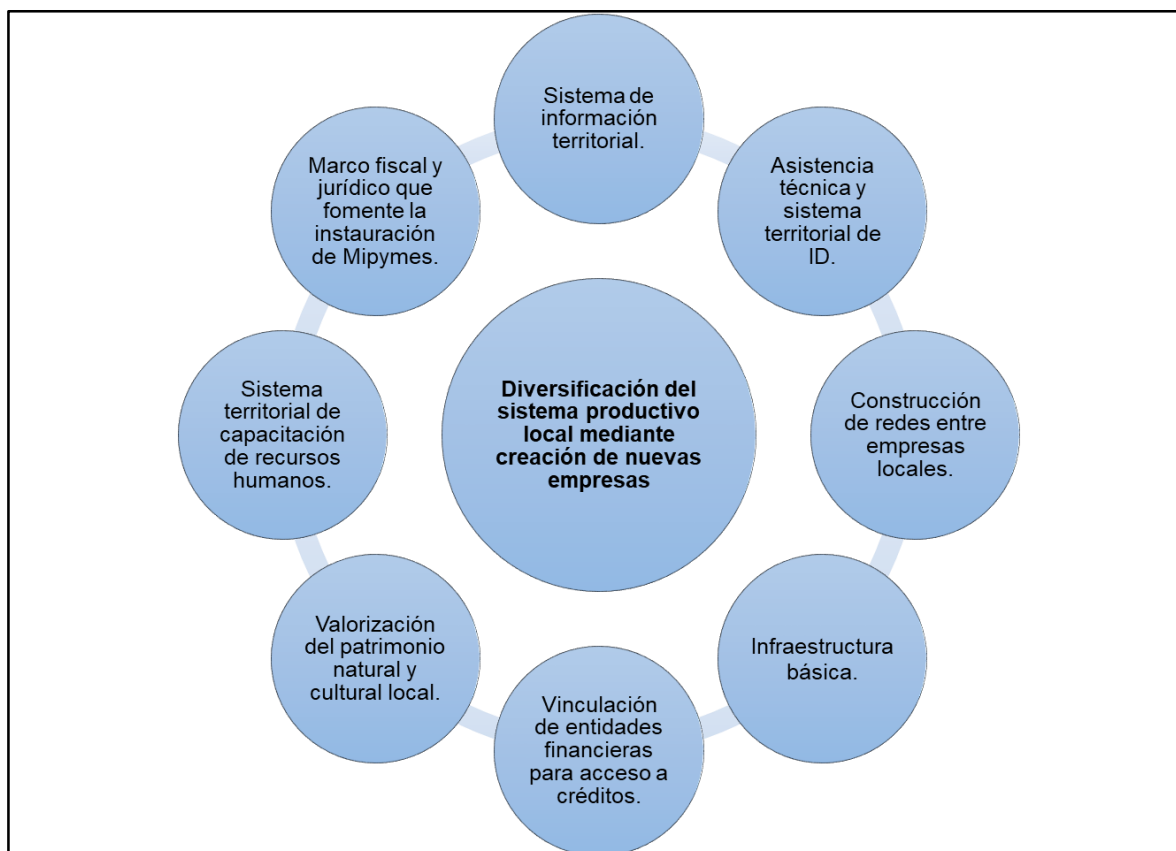 Sistema de
información
territorial.
Asistencia
técnica y
sistema
territorial de
ID.
Construcción
de redes entre
empresas
locales.
Infraestructura
básica.
Vinculación
de entidades
financieras
para acceso a
créditos.
Valorización
del patrimonio
natural y
cultural local.
Sistema
territorial de
capacitación
de recursos
humanos.
Marco fiscal y
jurídico que
fomente la
instauración
de Mipymes.
Diversificación del
sistema productivo
local mediante
creación de nuevas
empresas